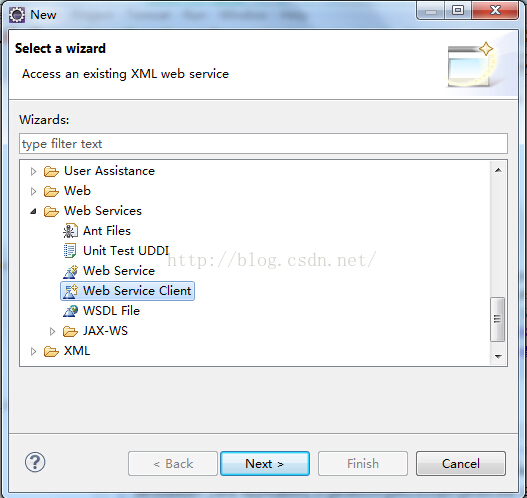 New
Select a wizard
Access an existing XML web service
Wizards:
type filter text
User Assistance
Web
Web Services
Ant Files
Unit Test UDDI
http://blog.csdn.net/
Web Service
Web Service Client
WSDL File
JAX-WS
XML
?
< Back
Next >
Finish
Cancel